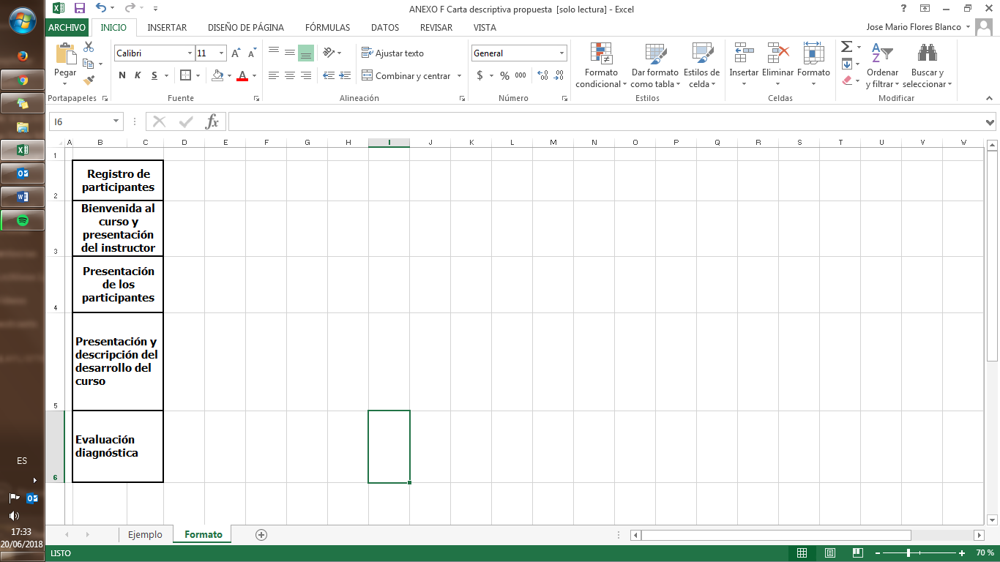 ANEXO F Carta descriptiva propuesta [solo lectura] - Excel
ARCHIVO INICIO INSERTAR DISEÑO DE PÁGINA FÓRMULAS DATOS REVISAR VISTA Jose Mario Flores Blanco
Pegar
Portapapeles
Calibri 11
N K S
Fuente
Ajustar texto
Combinar y centrar
Alineación
General
$ % 000
Número
Formato condicional
Dar formato como tabla
Estilos de celda
Estilos
Insertar Eliminar Formato
Celdas
Ordenar y filtrar
Buscar y seleccionar
Modificar
I6
fx
A B C D E F G H I J K L M N O P Q R S T U V W
1
2
Registro de
participantes
3
Bienvenida al
curso y
presentación
del instructor
4
Presentación
de los
participantes
5
Presentación y
descripción del
desarrollo del
curso
6
Evaluación
diagnóstica
Ejemplo Formato
LISTO
70 %
ES
17:33
20/06/2018